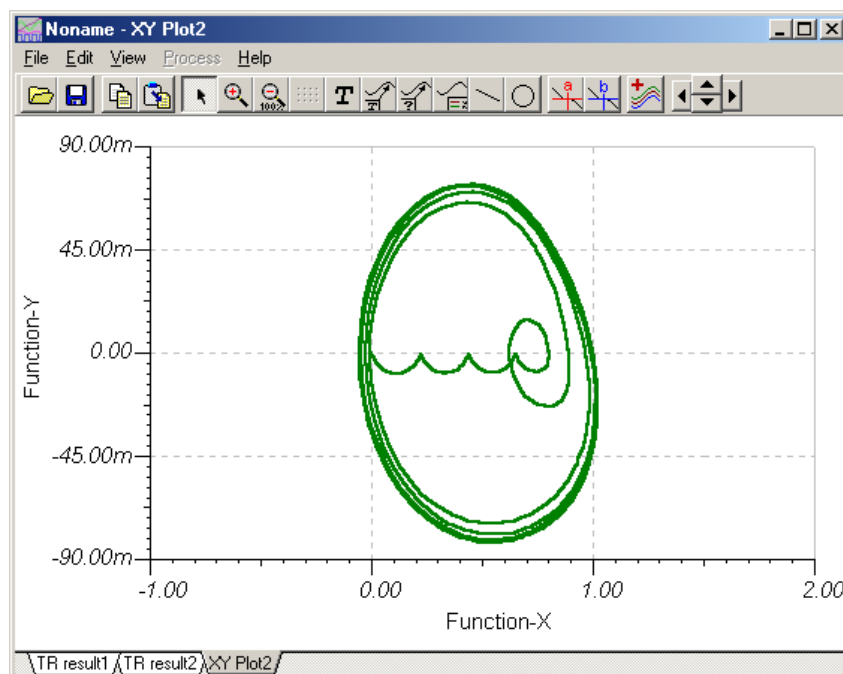 Noname - XY Plot2
File Edit View Process Help
T T ? 100% a b
90.00m
45.00m
0.00
-45.00m
-90.00m
Function-Y
-1.00 0.00 1.00 2.00
Function-X
TR result1 TR result2 XY Plot2